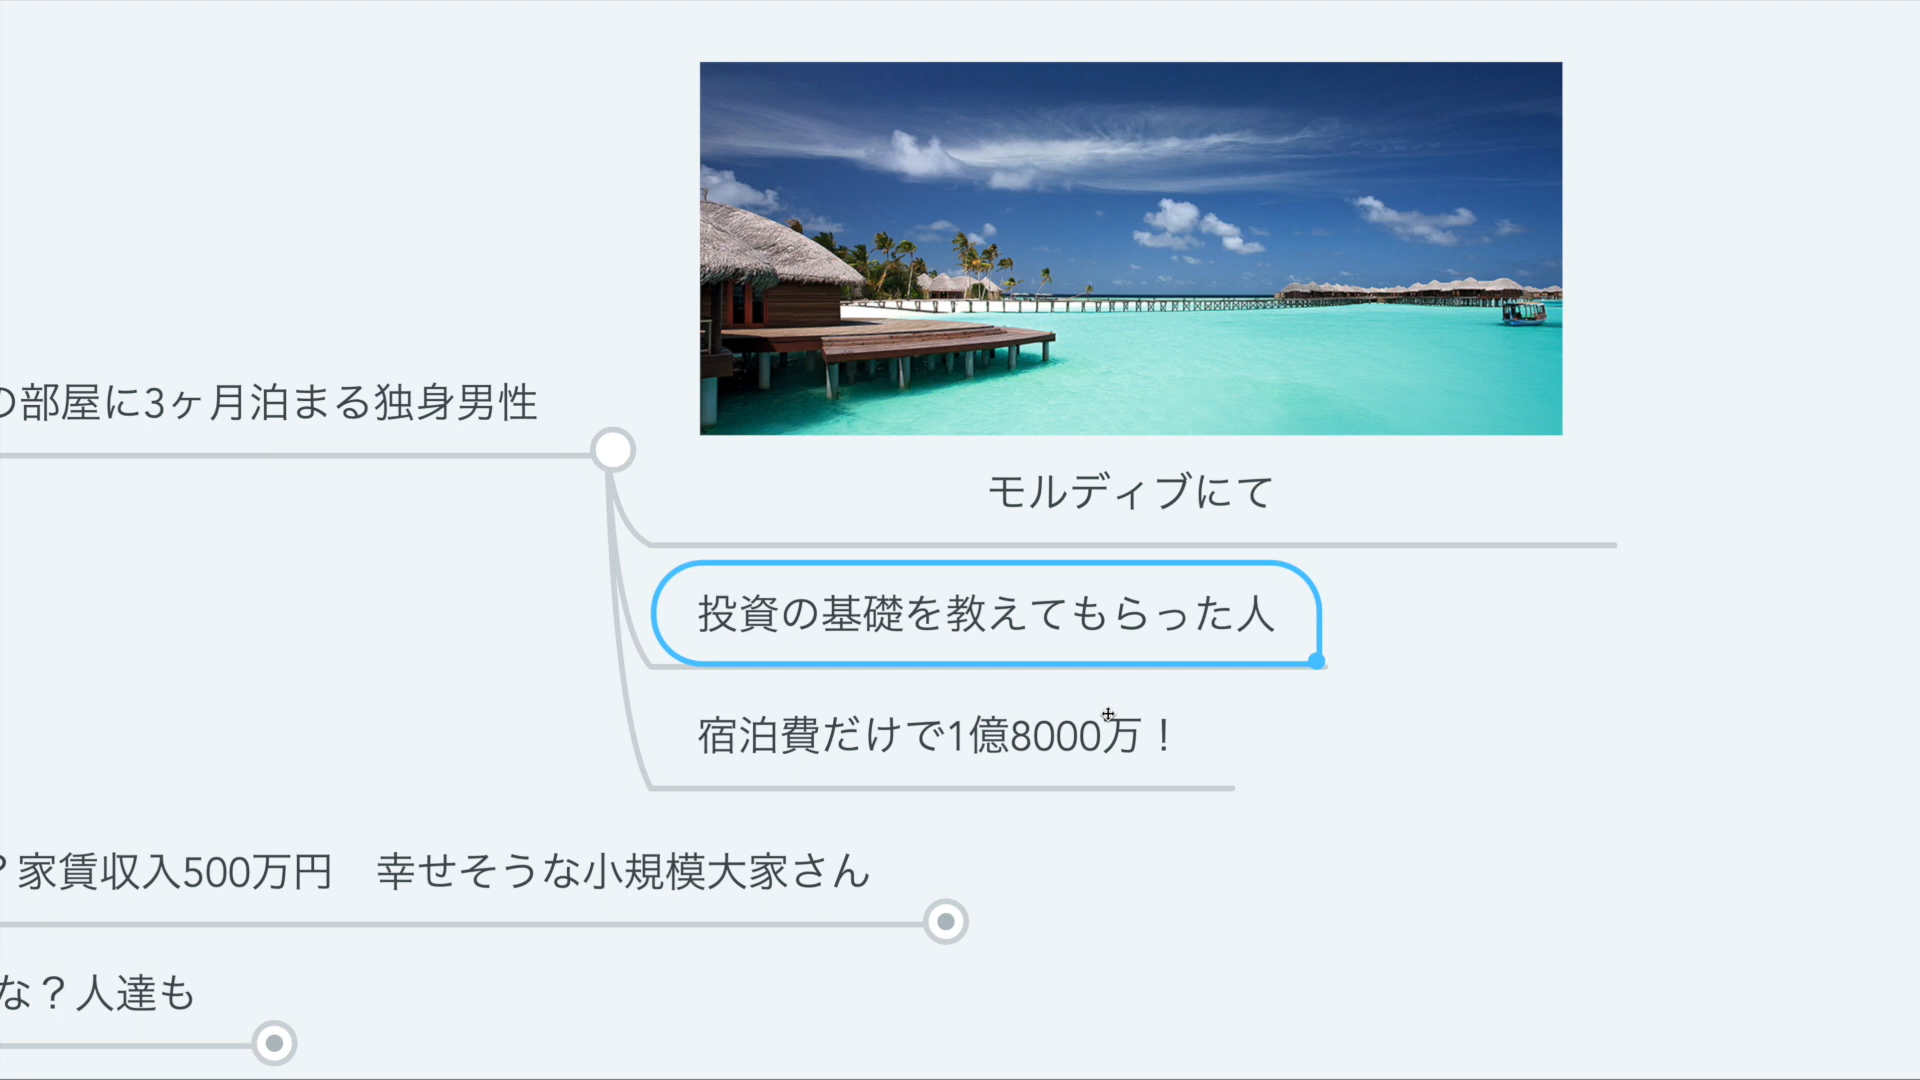 の部屋に3ヶ月泊まる独身男性
モルディブにて
投資の基礎を教えてもらった人
宿泊費だけで1億8000万！
？家賃収入500万円　幸せそうな小規模大家さん
な？人達も